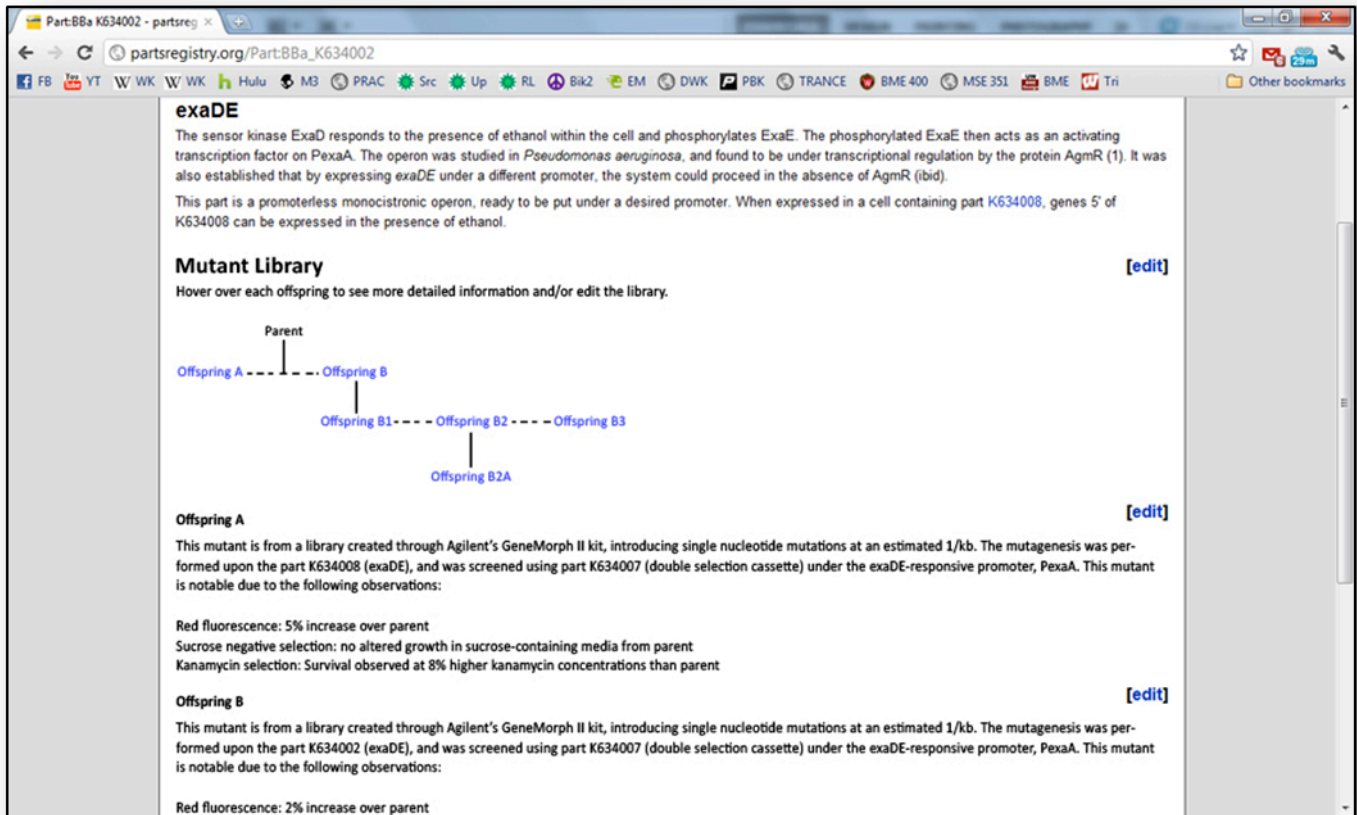 Part:BBa K634002 - partsreg
partsregistry.org/Part:BBa_K634002
29m
FB YT WK WK Hulu M3 PRAC Src Up RL Bik2 EM DWK PBK TRANCE BME 400 MSE 351 BME Tri Other bookmarks
exaDE
The sensor kinase ExaD responds to the presence of ethanol within the cell and phosphorylates ExaE. The phosphorylated ExaE then acts as an activating
transcription factor on PexaA. The operon was studied in Pseudomonas aeruginosa, and found to be under transcriptional regulation by the protein AgmR (1). It was
also established that by expressing exaDE under a different promoter, the system could proceed in the absence of AgmR (ibid).
This part is a promoterless monocistronic operon, ready to be put under a desired promoter. When expressed in a cell containing part K634008, genes 5' of
K634008 can be expressed in the presence of ethanol.
Mutant Library [edit]
Hover over each offspring to see more detailed information and/or edit the library.
Parent
Offspring A Offspring B
Offspring B1 Offspring B2 Offspring B3
Offspring B2A
Offspring A [edit]
This mutant is from a library created through Agilent's GeneMorph II kit, introducing single nucleotide mutations at an estimated 1/kb. The mutagenesis was per-
formed upon the part K634008 (exaDE), and was screened using part K634007 (double selection cassette) under the exaDE-responsive promoter, PexaA. This mutant
is notable due to the following observations:
Red fluorescence: 5% increase over parent
Sucrose negative selection: no altered growth in sucrose-containing media from parent
Kanamycin selection: Survival observed at 8% higher kanamycin concentrations than parent
Offspring B [edit]
This mutant is from a library created through Agilent's GeneMorph II kit, introducing single nucleotide mutations at an estimated 1/kb. The mutagenesis was per-
formed upon the part K634002 (exaDE), and was screened using part K634007 (double selection cassette) under the exaDE-responsive promoter, PexaA. This mutant
is notable due to the following observations:
Red fluorescence: 2% increase over parent